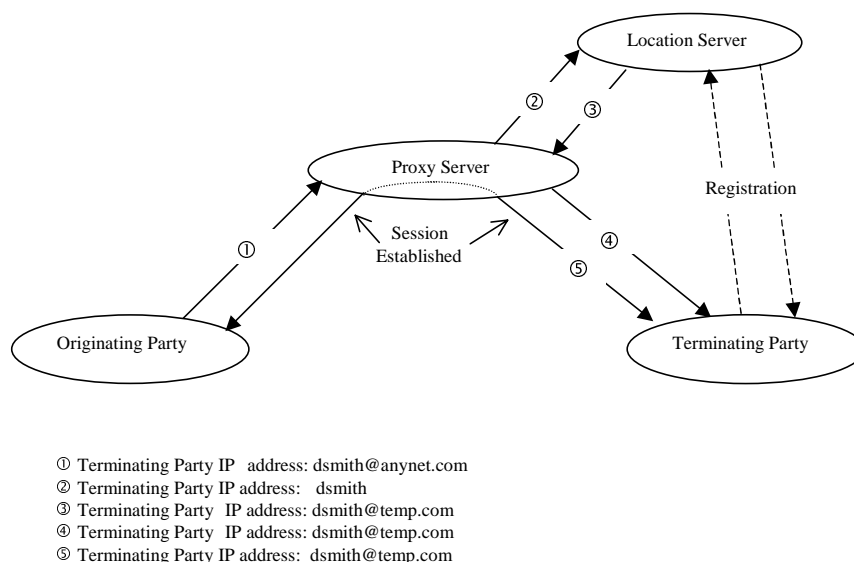 Location Server
②
③
Proxy Server
Registration
Session
Established
①
④
⑤
Originating Party
Terminating Party
① Terminating Party IP address: dsmith@anynet.com
② Terminating Party IP address: dsmith
③ Terminating Party IP address: dsmith@temp.com
④ Terminating Party IP address: dsmith@temp.com
⑤ Terminating Party IP address: dsmith@temp.com